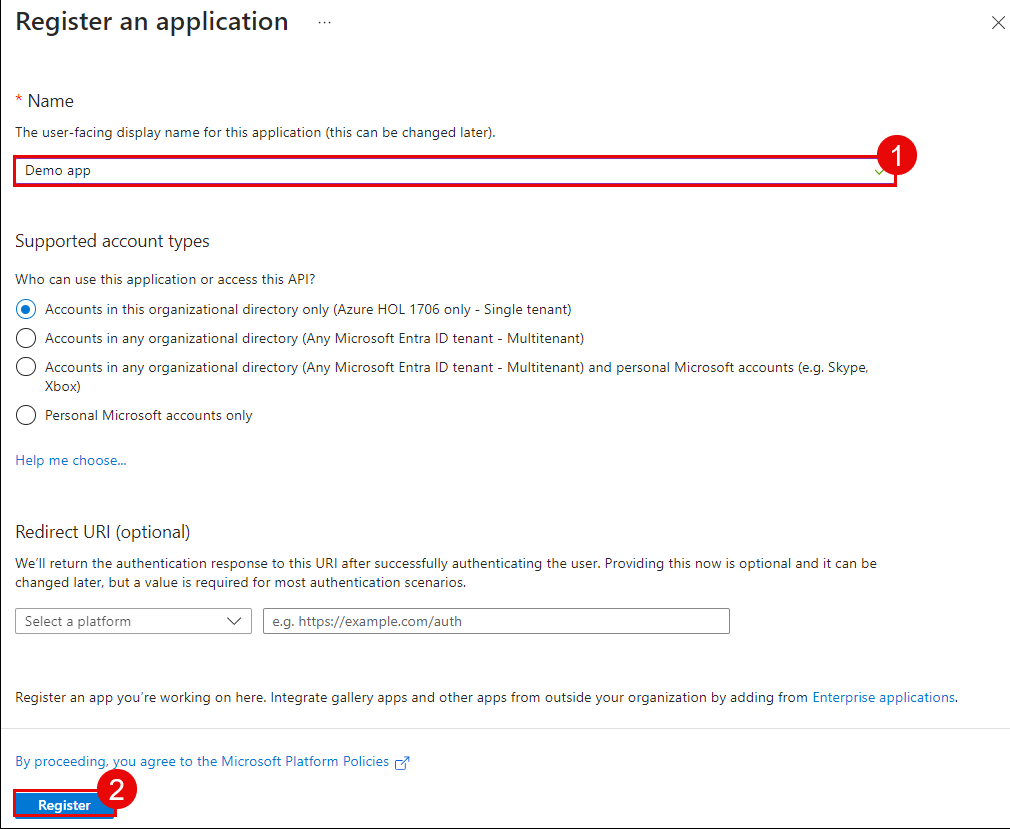 Register an application ...
* Name
The user-facing display name for this application (this can be changed later).
1
Demo app
Supported account types
Who can use this application or access this API?
Accounts in this organizational directory only (Azure HOL 1706 only - Single tenant)
Accounts in any organizational directory (Any Microsoft Entra ID tenant - Multitenant)
Accounts in any organizational directory (Any Microsoft Entra ID tenant - Multitenant) and personal Microsoft accounts (e.g. Skype,
Xbox)
Personal Microsoft accounts only
Help me choose...
Redirect URI (optional)
We'll return the authentication response to this URI after successfully authenticating the user. Providing this now is optional and it can be
changed later, but a value is required for most authentication scenarios.
Select a platform
e.g. https://example.com/auth
Register an app you're working on here. Integrate gallery apps and other apps from outside your organization by adding from Enterprise applications.
By proceeding, you agree to the Microsoft Platform Policies
2
Register